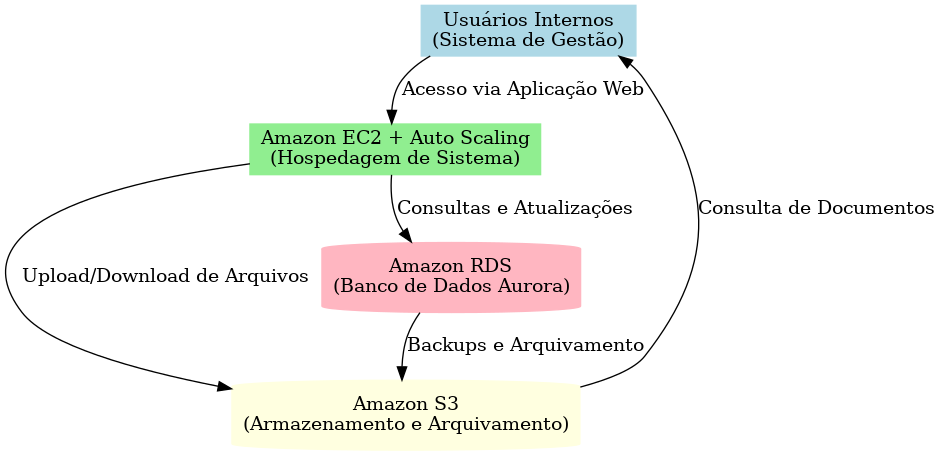 Usuários Internos
(Sistema de Gestão)
Acesso via Aplicação Web
Amazon EC2 + Auto Scaling
(Hospedagem de Sistema)
Consultas e Atualizações
Consulta de Documentos
Upload/Download de Arquivos
Amazon RDS
(Banco de Dados Aurora)
Backups e Arquivamento
Amazon S3
(Armazenamento e Arquivamento)